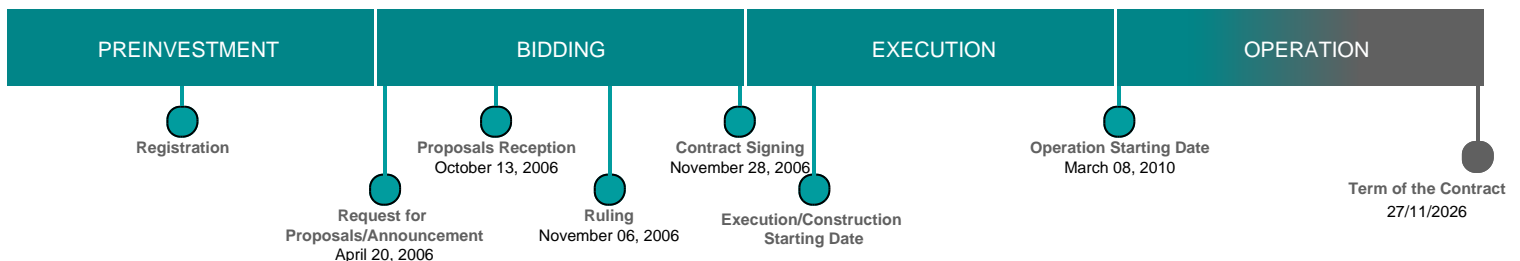 PREINVESTMENT
BIDDING
EXECUTION
OPERATION
Registration
Request for
Proposals/Announcement
April 20, 2006
Proposals Reception
October 13, 2006
Ruling
November 06, 2006
Contract Signing
November 28, 2006
Execution/Construction
Starting Date
Operation Starting Date
March 08, 2010
Term of the Contract
27/11/2026